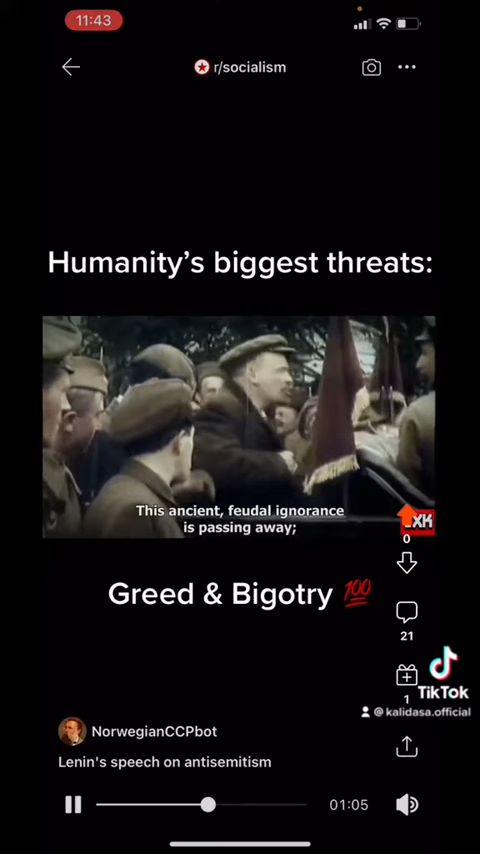 11:43
r/socialism
Humanity's biggest threats:
This ancient, feudal ignorance
is passing away;
Greed & Bigotry 💯
0
21
1
TikTok
@ kalidasa.official
NorwegianCCPbot
Lenin's speech on antisemitism
01:05